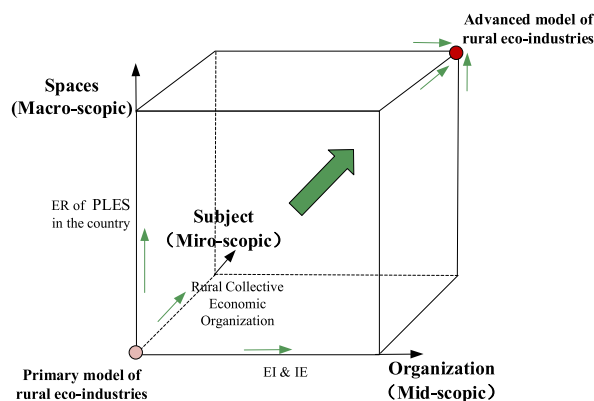 Advanced model of
rural eco-industries
Spaces
(Macro-scopic)
ER of PLES
in the country
Subject
（Miro-scopic）
Rural Collective
Economic
Organization
Primary model of
rural eco-industries
EI & IE
Organization
（Mid-scopic）